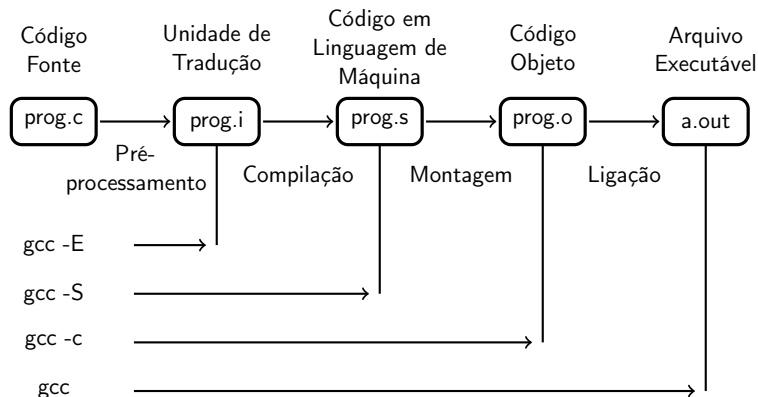 Código
Fonte
Unidade de
Tradução
Código em
Linguagem de
Máquina
Código
Objeto
Arquivo
Executável
prog.c
prog.i
prog.s
prog.o
a.out
Pré-
processamento
Compilação
Montagem
Ligação
gcc -E
gcc -S
gcc -c
gcc